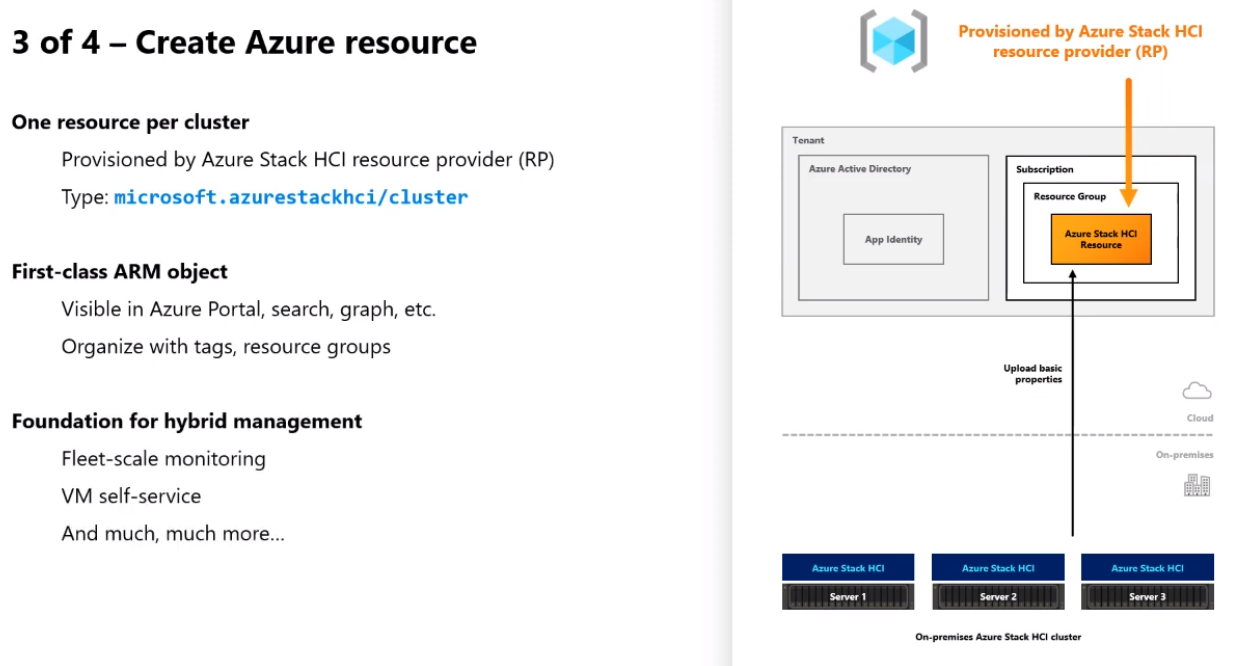 3 of 4 – Create Azure resource
One resource per cluster
Provisioned by Azure Stack HCI resource provider (RP)
Type: microsoft.azurestackhci/cluster
First-class ARM object
Visible in Azure Portal, search, graph, etc.
Organize with tags, resource groups
Foundation for hybrid management
Fleet-scale monitoring
VM self-service
And much, much more...
Provisioned by Azure Stack HCI
resource provider (RP)
Tenant
Azure Active Directory
App Identity
Subscription
Resource Group
Azure Stack HCI
Resource
Upload basic
properties
Cloud
On-premises
Azure Stack HCI
Azure Stack HCI
Azure Stack HCI
Server 1
Server 2
Server 3
On-premises Azure Stack HCI cluster